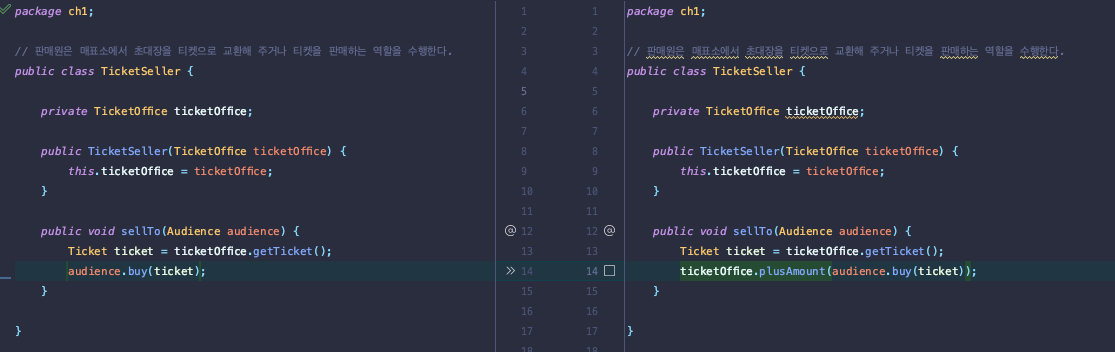 package ch1;
// 판매원은 매표소에서 초대장을 티켓으로 교환해 주거나 티켓을 판매하는 역할을 수행한다.
public class TicketSeller {
private TicketOffice ticketOffice;
public TicketSeller(TicketOffice ticketOffice) {
this.ticketOffice = ticketOffice;
}
public void sellTo(Audience audience) {
Ticket ticket = ticketOffice.getTicket();
audience.buy(ticket);
}
}
1 1
2 2
3 3
4 4
5 5
6 6
7 7
8 8
9 9
10 10
11 11
@ 12 12 @
13 13
>> 14 14
15 15
16 16
17 17
18 18
package ch1;
// 판매원은 매표소에서 초대장을 티켓으로 교환해 주거나 티켓을 판매하는 역할을 수행한다.
public class TicketSeller {
private TicketOffice ticketOffice;
public TicketSeller(TicketOffice ticketOffice) {
this.ticketOffice = ticketOffice;
}
public void sellTo(Audience audience) {
Ticket ticket = ticketOffice.getTicket();
ticketOffice.plusAmount(audience.buy(ticket));
}
}